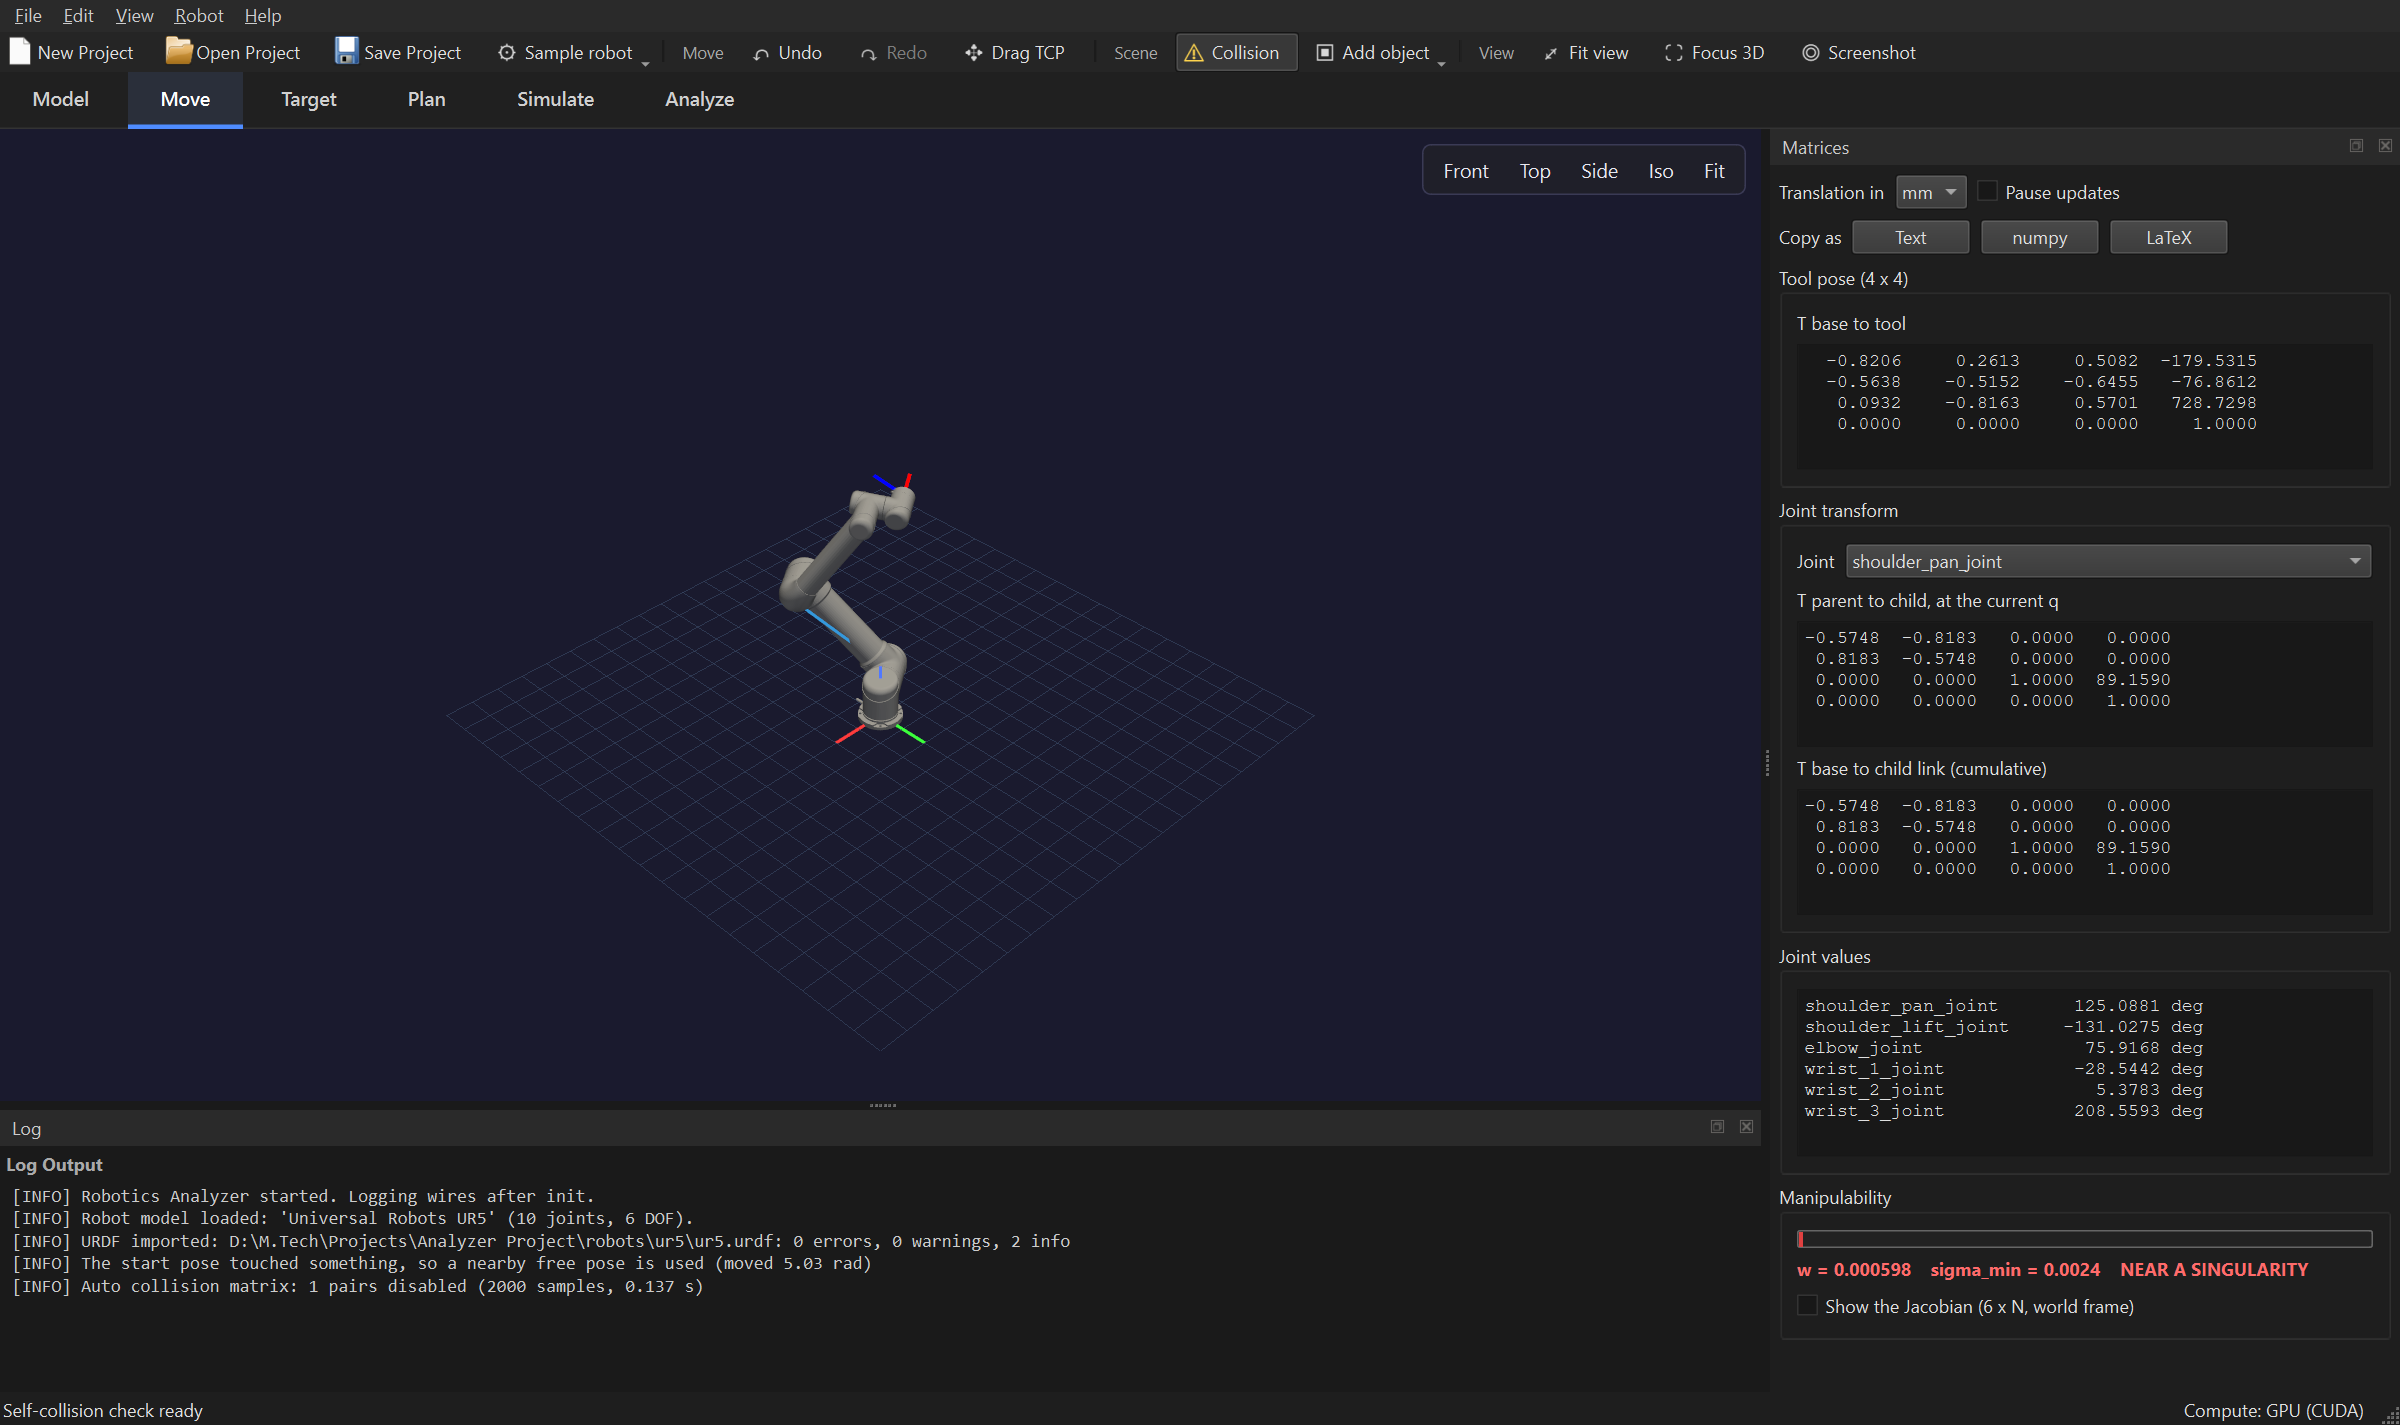 File Edit View Robot Help
New Project Open Project Save Project Sample robot Move Undo Redo Drag TCP Scene Collision Add object View Fit view Focus 3D Screenshot
Model Move Target Plan Simulate Analyze
Front Top Side Iso Fit
Matrices
Translation in mm Pause updates
Copy as Text numpy LaTeX
Tool pose (4 x 4)
T base to tool
-0.8206 0.2613 0.5082 -179.5315
-0.5638 -0.5152 -0.6455 -76.8612
0.0932 -0.8163 0.5701 728.7298
0.0000 0.0000 0.0000 1.0000
Joint transform
Joint shoulder_pan_joint
T parent to child, at the current q
-0.5748 -0.8183 0.0000 0.0000
0.8183 -0.5748 0.0000 0.0000
0.0000 0.0000 1.0000 89.1590
0.0000 0.0000 0.0000 1.0000
T base to child link (cumulative)
-0.5748 -0.8183 0.0000 0.0000
0.8183 -0.5748 0.0000 0.0000
0.0000 0.0000 1.0000 89.1590
0.0000 0.0000 0.0000 1.0000
Joint values
shoulder_pan_joint 125.0881 deg
shoulder_lift_joint -131.0275 deg
elbow_joint 75.9168 deg
wrist_1_joint -28.5442 deg
wrist_2_joint 5.3783 deg
wrist_3_joint 208.5593 deg
Manipulability
w = 0.000598 sigma_min = 0.0024 NEAR A SINGULARITY
Show the Jacobian (6 x N, world frame)
Log
Log Output
[INFO] Robotics Analyzer started. Logging wires after init.
[INFO] Robot model loaded: 'Universal Robots UR5' (10 joints, 6 DOF).
[INFO] URDF imported: D:\M.Tech\Projects\Analyzer Project\robots\ur5\ur5.urdf: 0 errors, 0 warnings, 2 info
[INFO] The start pose touched something, so a nearby free pose is used (moved 5.03 rad)
[INFO] Auto collision matrix: 1 pairs disabled (2000 samples, 0.137 s)
Self-collision check ready
Compute: GPU (CUDA)